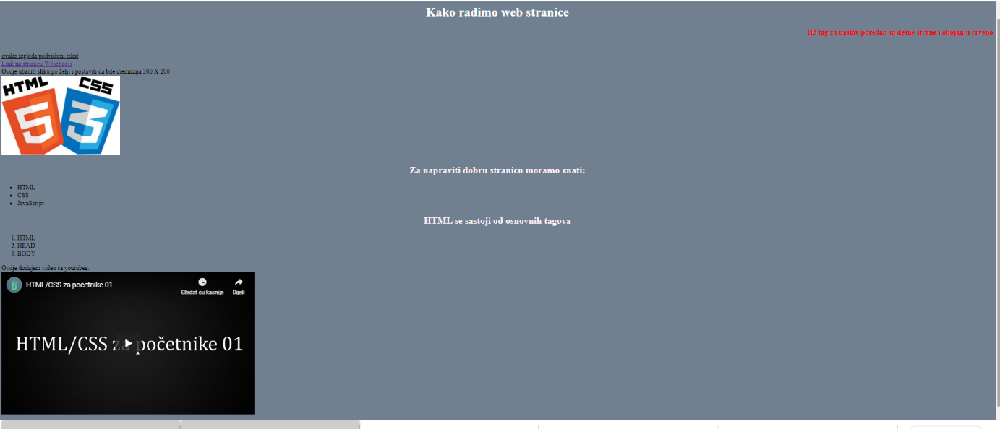 Kako radimo web stranice
H3 tag za naslov poredan sa desne strane i obojan u crveno
ovako izgleda podvučeni tekst
Link na stranicu W3schools
Ovdje ubaciti sliku po želji i postaviti da bde diemnzija 300 X 200
HTML CSS
5 3
Za napraviti dobru stranicu moramo znati:
• HTML
• CSS
• JavaScript
HTML se sastoji od osnovnih tagova
1. HTML
2. HEAD
3. BODY
Ovdje dodajem video sa youtubea:
HTML/CSS za početnike 01
Gledat ću kasnije Dijeli
HTML/CSS za početnike 01